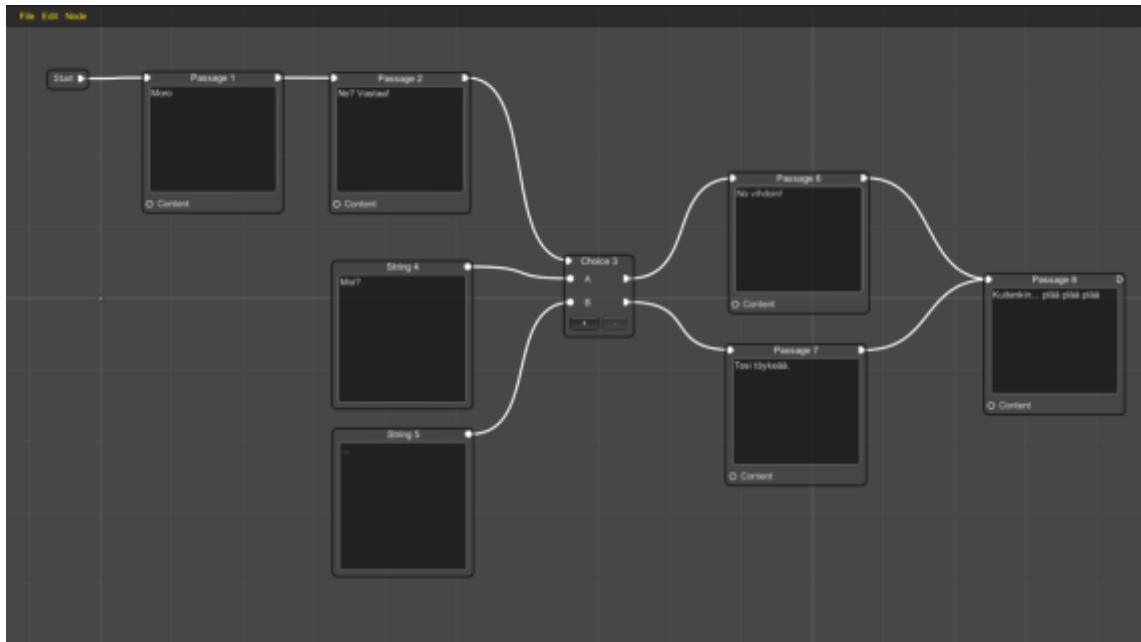 File Edit Node
Start
Passage 1
Moro
Content
Passage 2
No? Vastaa!
Content
String 4
Moi?
String 5
...
Choice 3
A
B
+ -
Passage 6
No vihdoin!
Content
Passage 7
Tosi töykeää.
Content
Passage 8
Kuitenkin... plää plää plää
Content